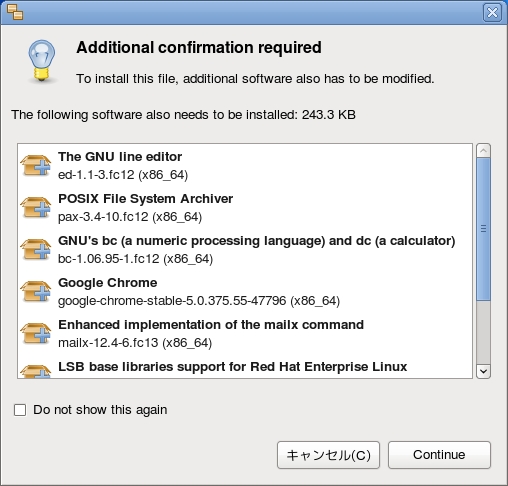 Additional confirmation required
To install this file, additional software also has to be modified.
The following software also needs to be installed: 243.3 KB
The GNU line editor
ed-1.1-3.fc12 (x86_64)
POSIX File System Archiver
pax-3.4-10.fc12 (x86_64)
GNU's bc (a numeric processing language) and dc (a calculator)
bc-1.06.95-1.fc12 (x86_64)
Google Chrome
google-chrome-stable-5.0.375.55-47796 (x86_64)
Enhanced implementation of the mailx command
mailx-12.4-6.fc13 (x86_64)
LSB base libraries support for Red Hat Enterprise Linux
Do not show this again
キャンセル(C) Continue